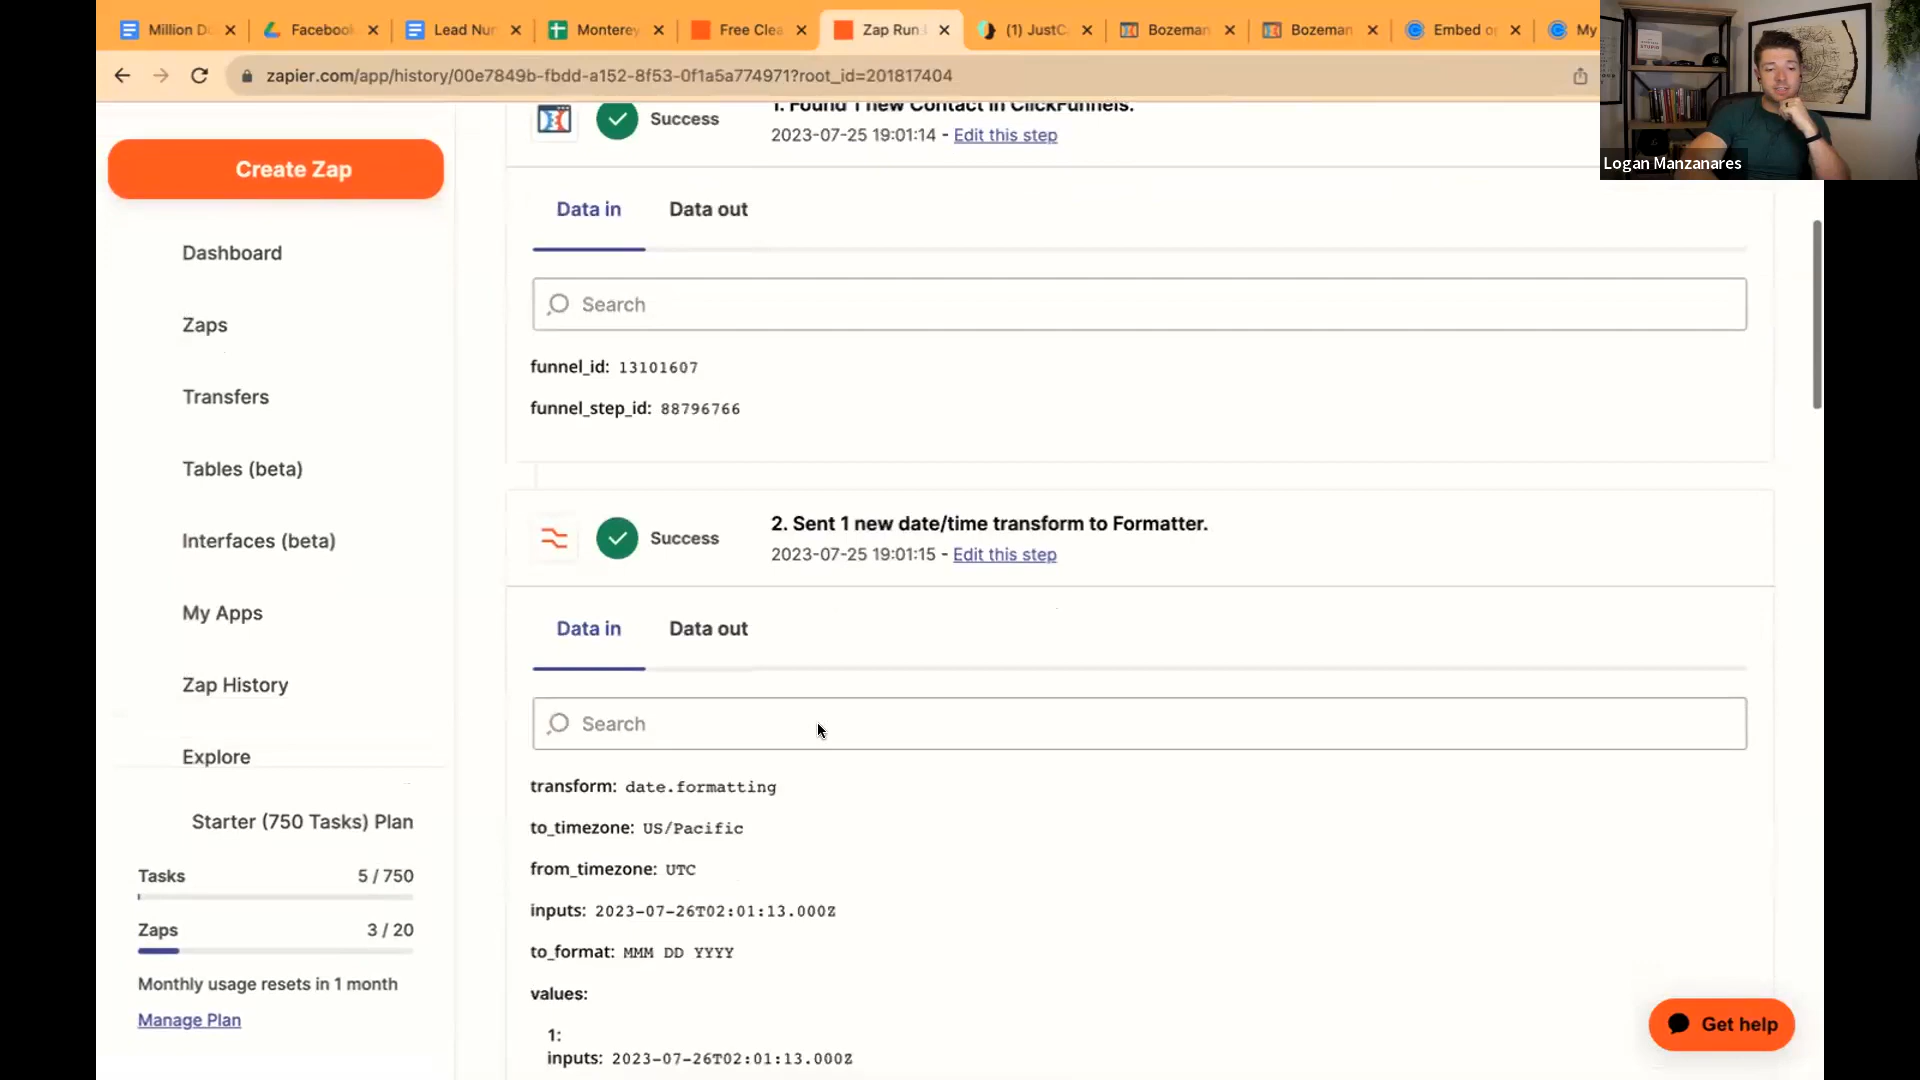 Million D
Facebook
Lead Nur
Monterey
Free Clea
Zap Run
(1) JustC
Bozeman
Bozeman
Embed o
My
zapier.com/app/history/00e7849b-fbdd-a152-8f53-0f1a5a774971?root_id=201817404
Logan Manzanares
Create Zap
Dashboard
Zaps
Transfers
Tables (beta)
Interfaces (beta)
My Apps
Zap History
Explore
Starter (750 Tasks) Plan
Tasks 5 / 750
Zaps 3 / 20
Monthly usage resets in 1 month
Manage Plan
Success
1. Found 1 new Contact in ClickFunnels.
2023-07-25 19:01:14 - Edit this step
Data in Data out
Search
funnel_id: 13101607
funnel_step_id: 88796766
Success
2. Sent 1 new date/time transform to Formatter.
2023-07-25 19:01:15 - Edit this step
Data in Data out
Search
transform: date.formatting
to_timezone: US/Pacific
from_timezone: UTC
inputs: 2023-07-26T02:01:13.000Z
to_format: MMM DD YYYY
values:
1:
inputs: 2023-07-26T02:01:13.000Z
Get help